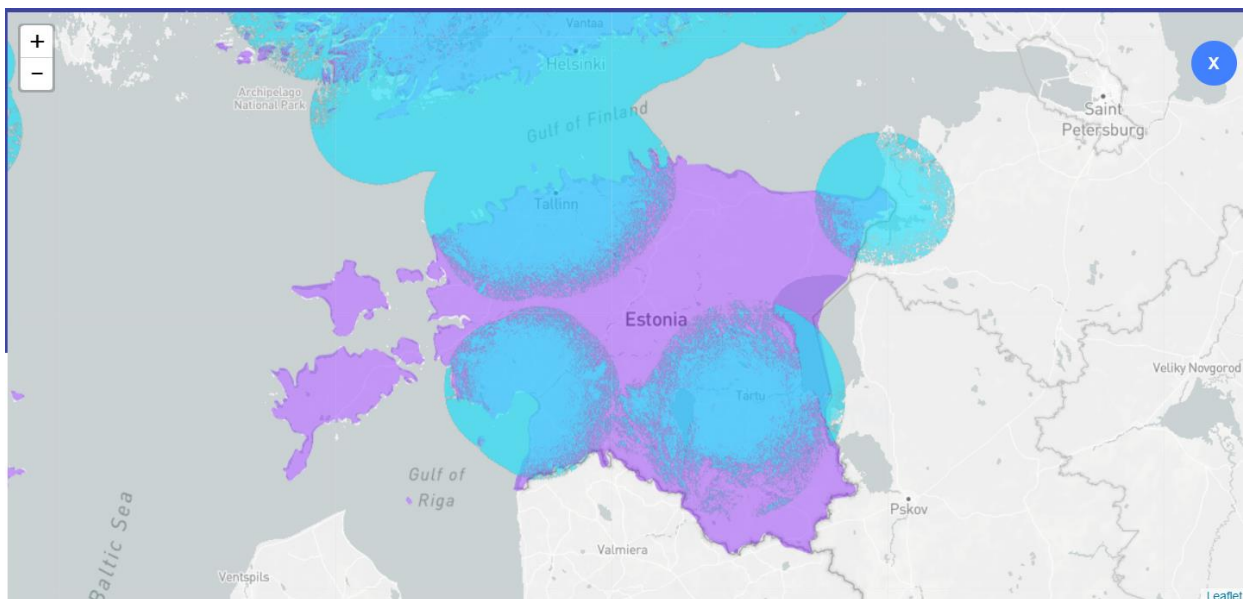 +
−
X
Vantaa
Helsinki
Archipelago
National Park
Gulf of Finland
Saint
Petersburg
Tallinn
Estonia
Veliky Novgorod
Tartu
Gulf of
Riga
Baltic Sea
Pskov
Valmiera
Ventspils
Leaflet